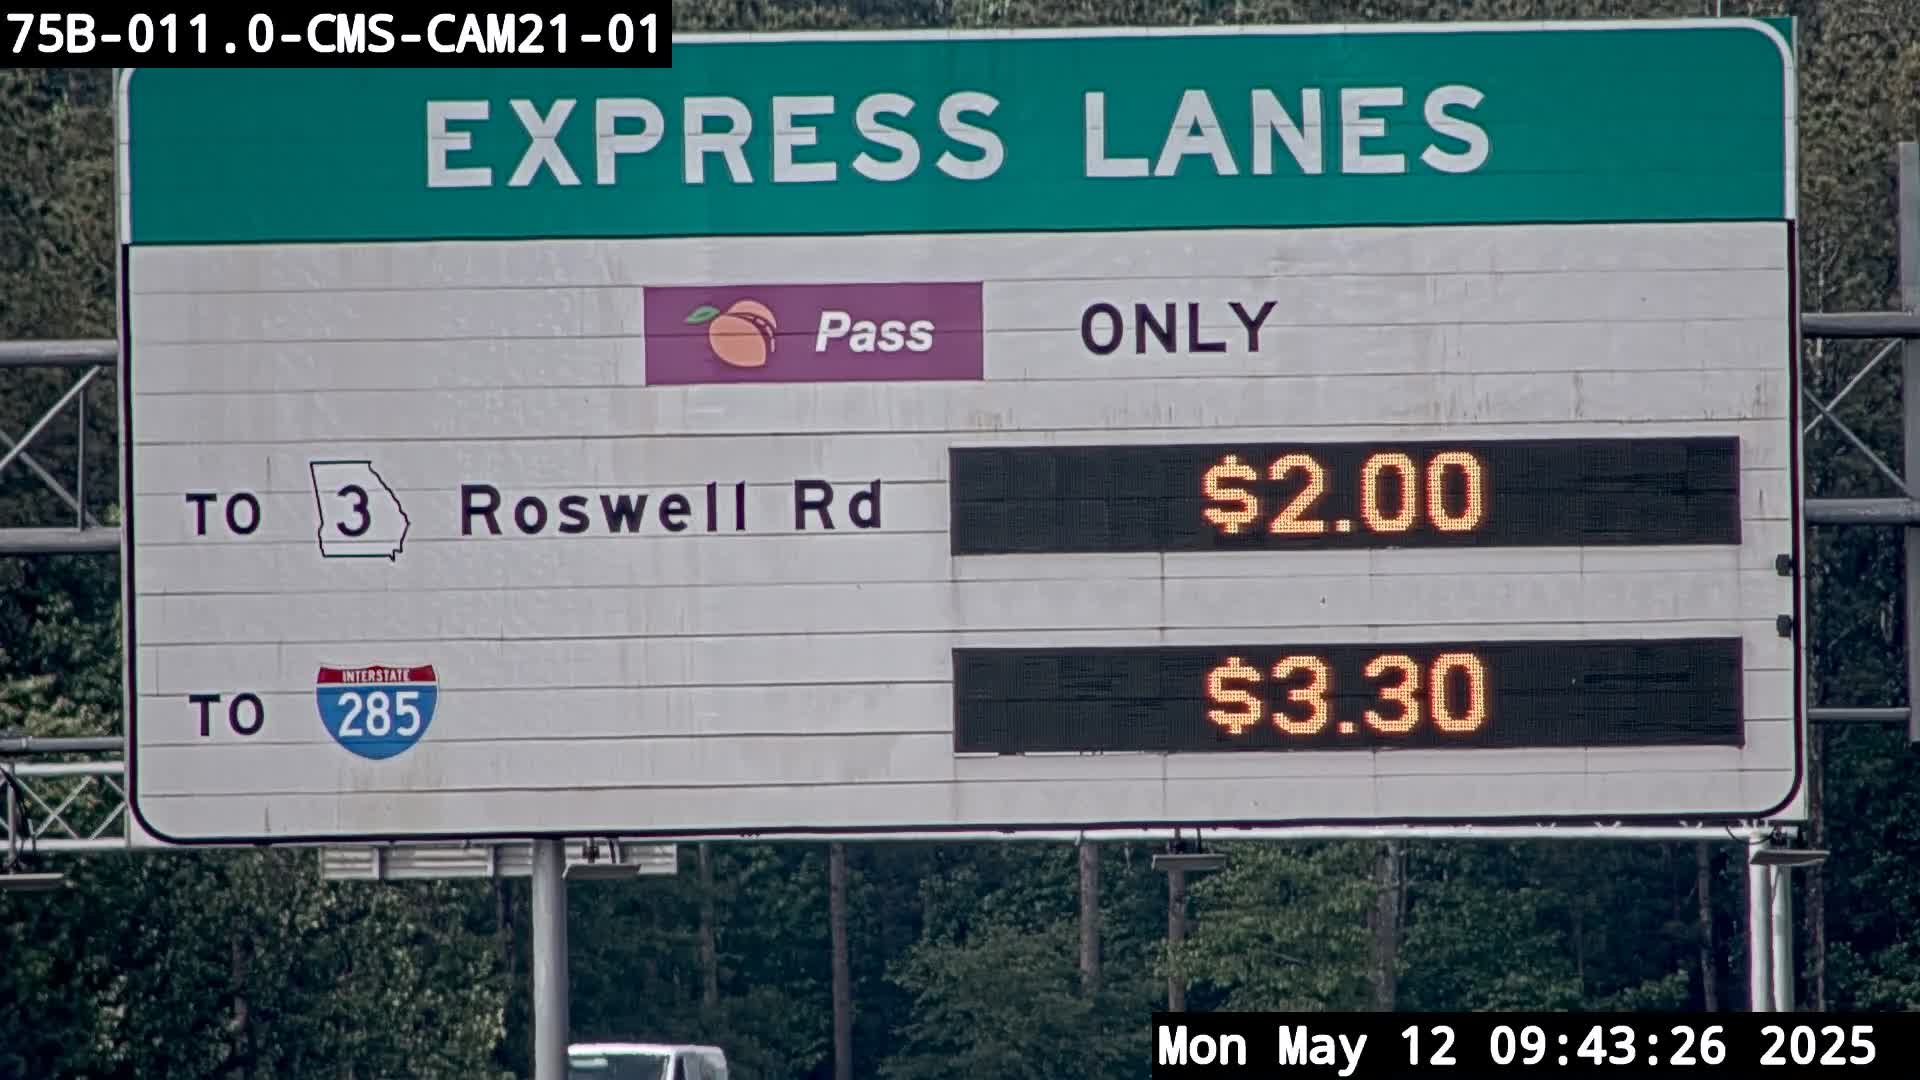 75B-011.0-CMS-CAM21-01
EXPRESS LANES
Pass ONLY
TO 3 Roswell Rd $2.00
INTERSTATE
TO 285 $3.30
Mon May 12 09:43:26 2025